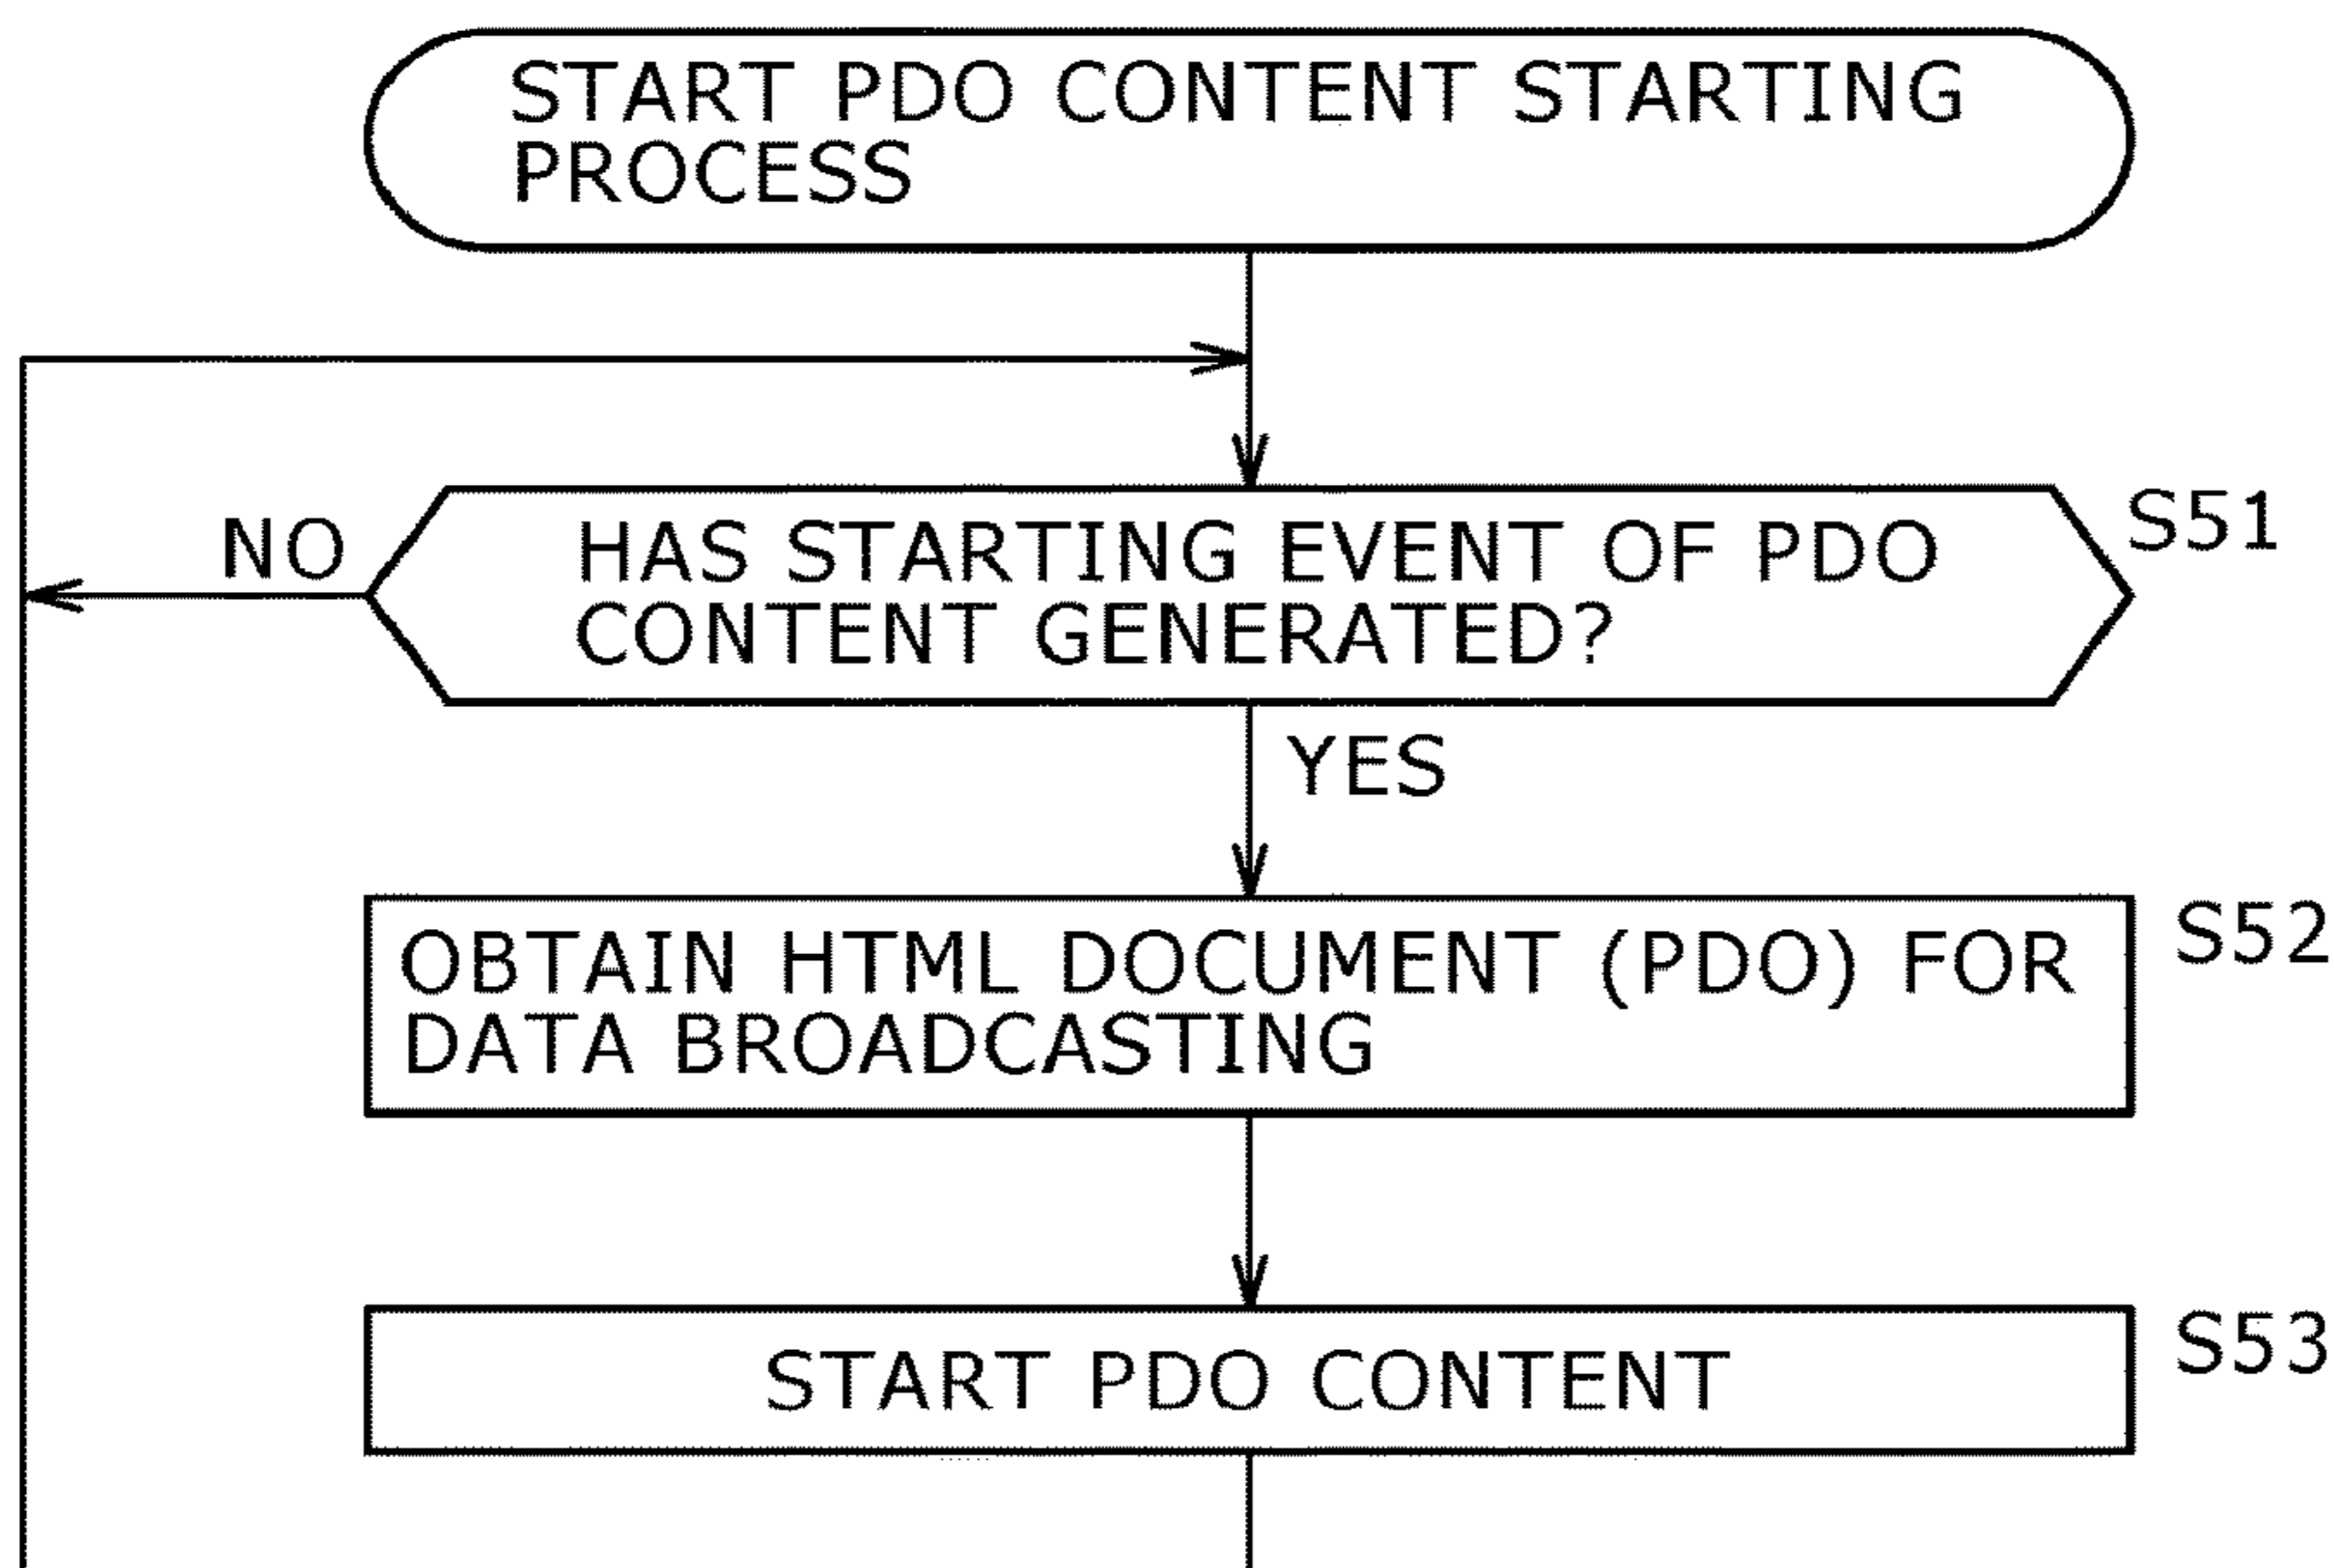 START PDO CONTENT STARTING
PROCESS
NO
HAS STARTING EVENT OF PDO
CONTENT GENERATED?
S51
YES
OBTAIN HTML DOCUMENT (PDO) FOR
DATA BROADCASTING
S52
START PDO CONTENT
S53